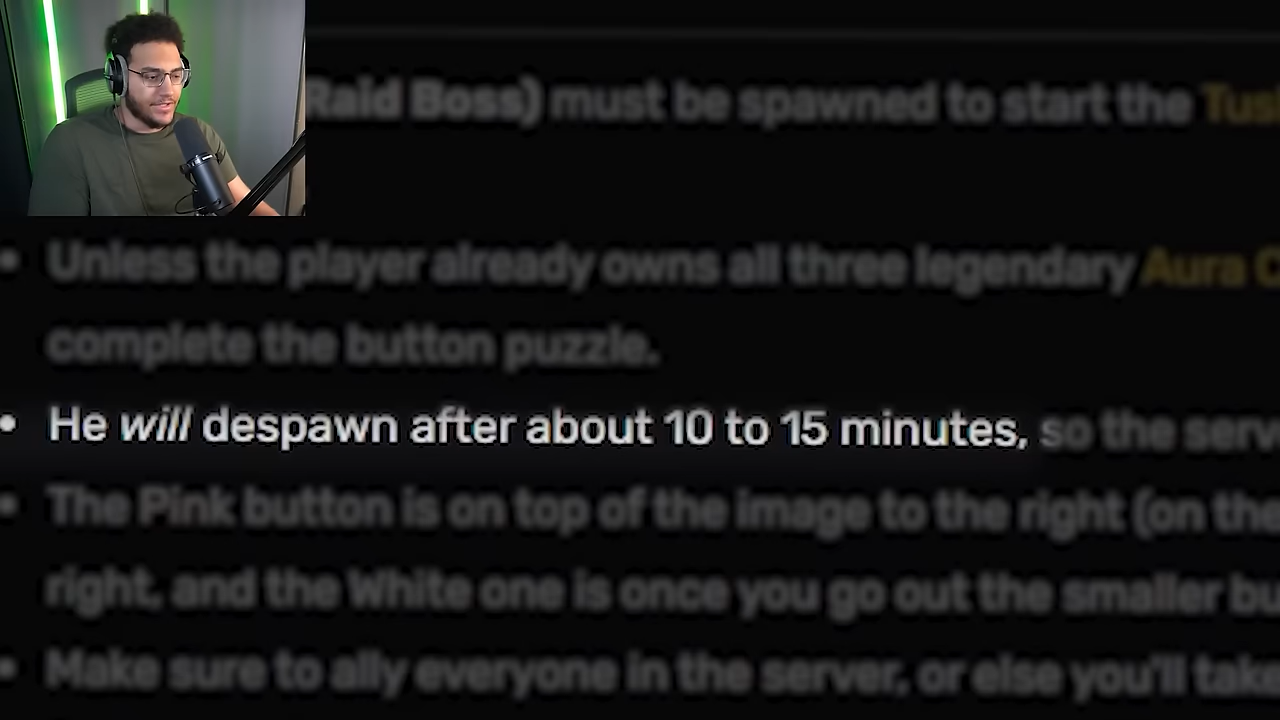 Raid Boss) must be spawned to start the
• Unless the player already owns all three legendary Aura
complete the button puzzle.
• He will despawn after about 10 to 15 minutes, so the
• The Pink button is on top of the image to the right (on the
right, and the White one is once you go out the smaller
• Make sure to ally everyone in the server, or else you'll take